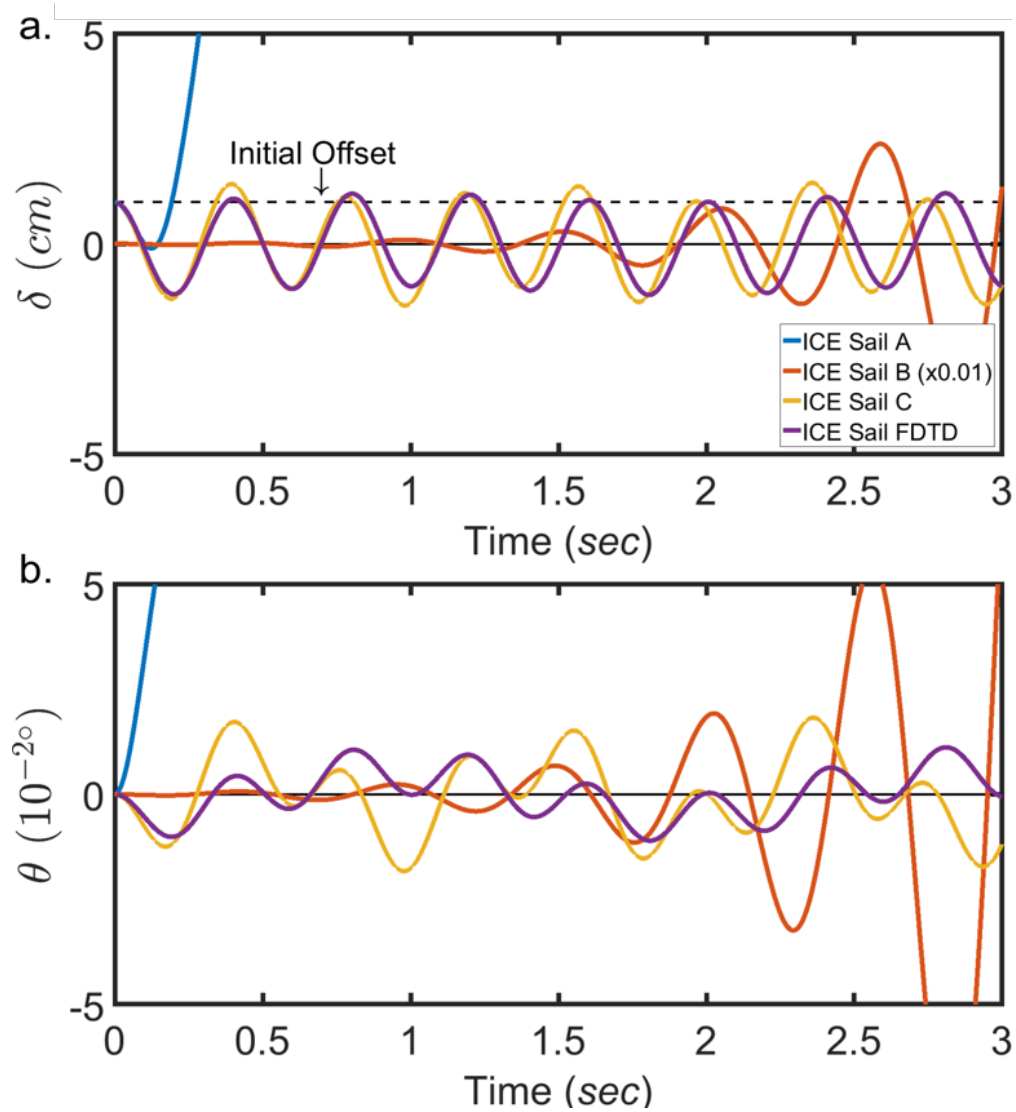 a.
5
Initial Offset
↓
δ (cm)
0
ICE Sail A
ICE Sail B (x0.01)
ICE Sail C
ICE Sail FDTD
-5
0 0.5 1 1.5 2 2.5 3
Time (sec)
b.
5
θ (10⁻²°)
0
-5
0 0.5 1 1.5 2 2.5 3
Time (sec)